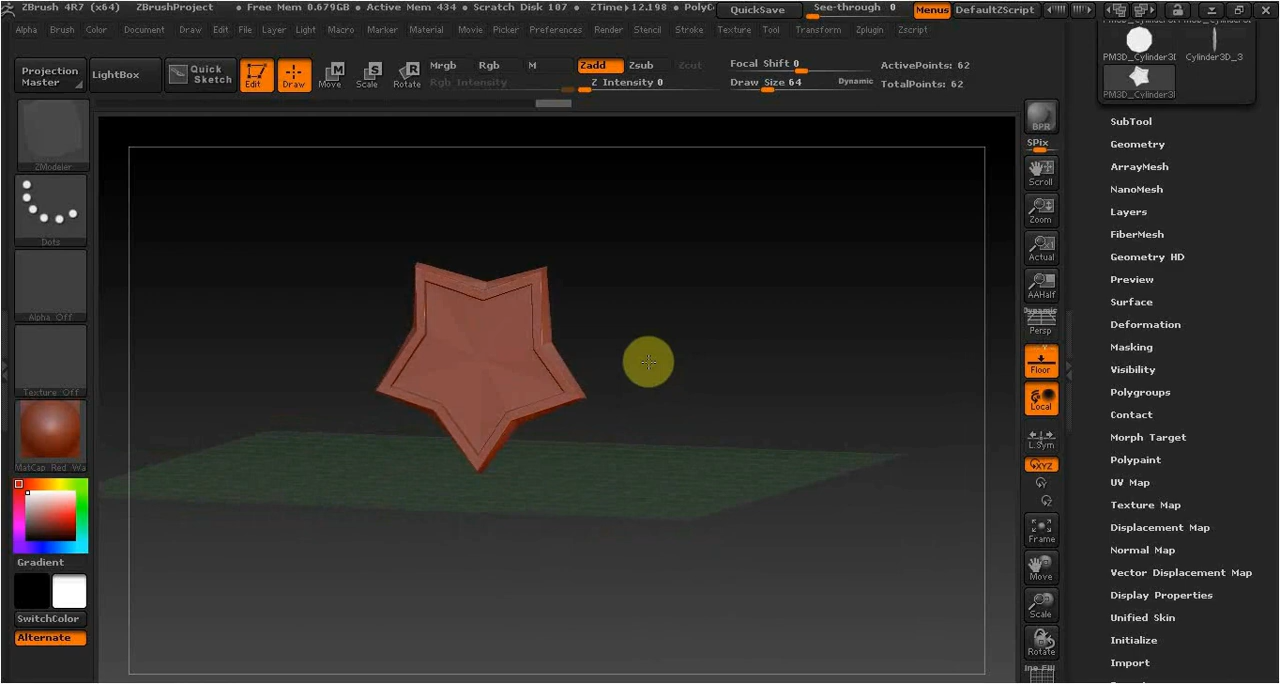 ZBrush 4R7 (x64) ZBrushProject • Free Mem 0.679GB • Active Mem 434 • Scratch Disk 107 • ZTime▸12.198 • PolyC QuickSave See-through 0 Menus DefaultZScript
Alpha Brush Color Document Draw Edit File Layer Light Macro Marker Material Movie Picker Preferences Render Stencil Stroke Texture Tool Transform Zplugin Zscript
Projection
Master
LightBox
Quick
Sketch
Edit
Draw
Move
Scale
Rotate
Mrgb Rgb M
Rgb Intensity
Zadd Zsub Zcut
Z Intensity 0
Focal Shift 0
Draw Size 64
Dynamic
ActivePoints: 62
TotalPoints: 62
PM3D_Cylinder3D Cylinder3D_3
PM3D_Cylinder3D
ZModeler
Dots
Alpha Off
Texture Off
MatCap Red Wa
Gradient
SwitchColor
Alternate
BPR
SPix
Scroll
Zoom
Actual
AAHalf
Dynamic
Persp
Floor
Local
L.Sym
XYZ
Y
Z
Frame
Move
Scale
Rotate
SubTool
Geometry
ArrayMesh
NanoMesh
Layers
FiberMesh
Geometry HD
Preview
Surface
Deformation
Masking
Visibility
Polygroups
Contact
Morph Target
Polypaint
UV Map
Texture Map
Displacement Map
Normal Map
Vector Displacement Map
Display Properties
Unified Skin
Initialize
Import